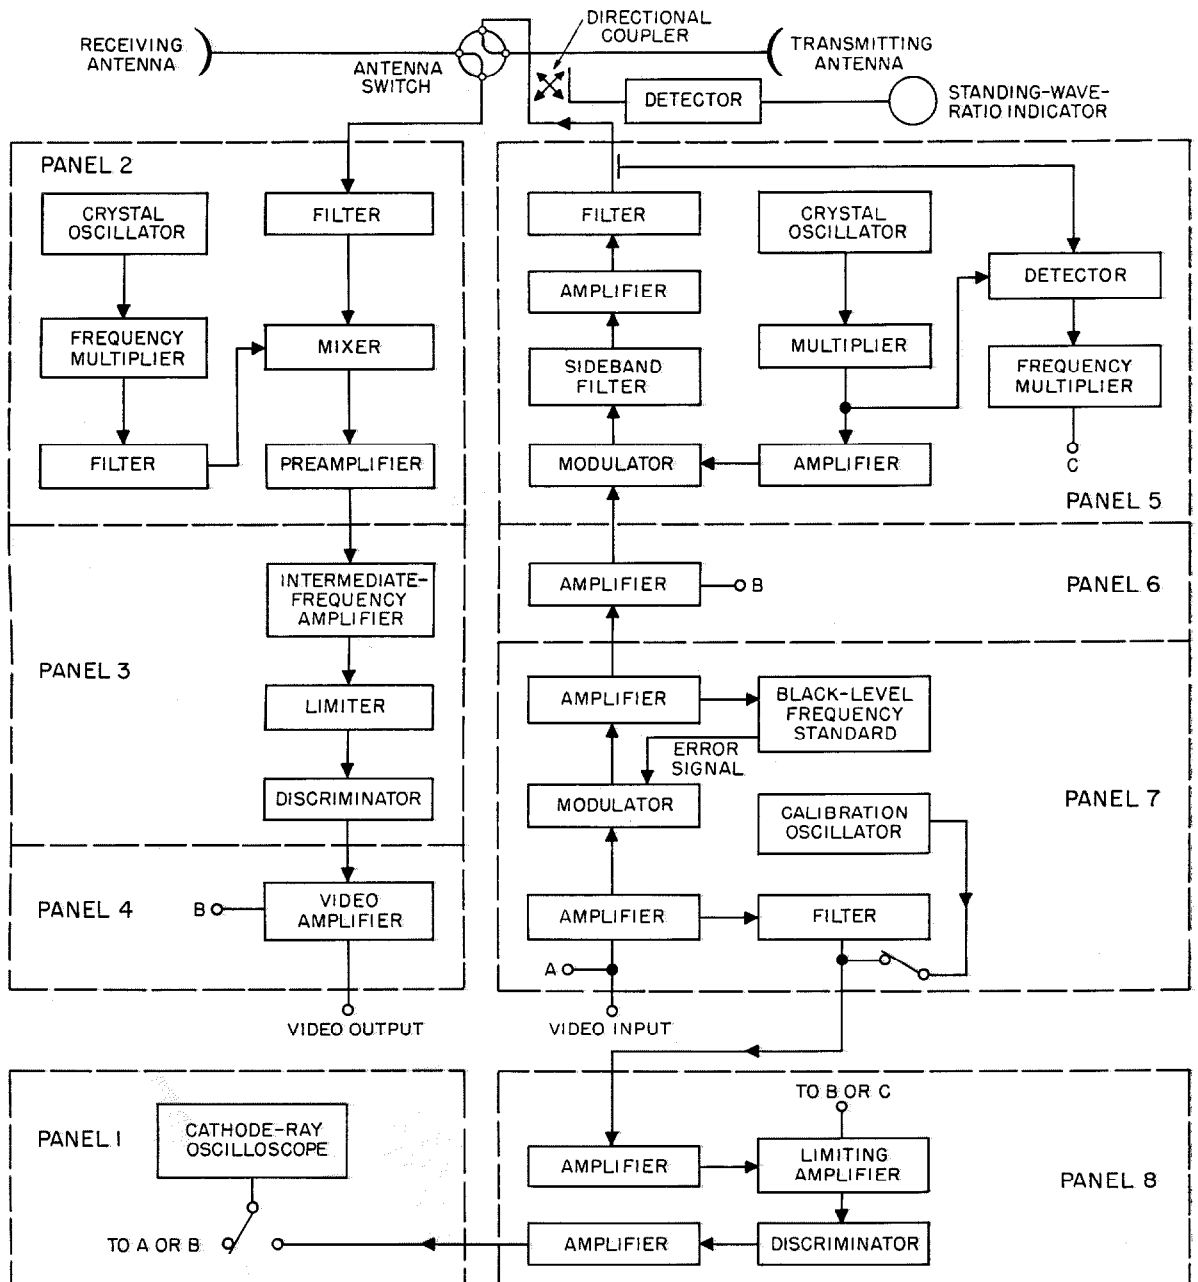 RECEIVING
ANTENNA
ANTENNA
SWITCH
DIRECTIONAL
COUPLER
TRANSMITTING
ANTENNA
DETECTOR
STANDING-WAVE-
RATIO INDICATOR
PANEL 2
CRYSTAL
OSCILLATOR
FILTER
FREQUENCY
MULTIPLIER
MIXER
FILTER
PREAMPLIFIER
PANEL 3
INTERMEDIATE-
FREQUENCY
AMPLIFIER
LIMITER
DISCRIMINATOR
PANEL 4
B
VIDEO
AMPLIFIER
VIDEO OUTPUT
FILTER
CRYSTAL
OSCILLATOR
DETECTOR
AMPLIFIER
MULTIPLIER
FREQUENCY
MULTIPLIER
SIDEBAND
FILTER
MODULATOR
AMPLIFIER
C
PANEL 5
AMPLIFIER
B
PANEL 6
AMPLIFIER
BLACK-LEVEL
FREQUENCY
STANDARD
ERROR
SIGNAL
MODULATOR
CALIBRATION
OSCILLATOR
PANEL 7
AMPLIFIER
FILTER
A
VIDEO INPUT
PANEL 1
CATHODE-RAY
OSCILLOSCOPE
TO A OR B
TO B OR C
AMPLIFIER
LIMITING
AMPLIFIER
PANEL 8
AMPLIFIER
DISCRIMINATOR